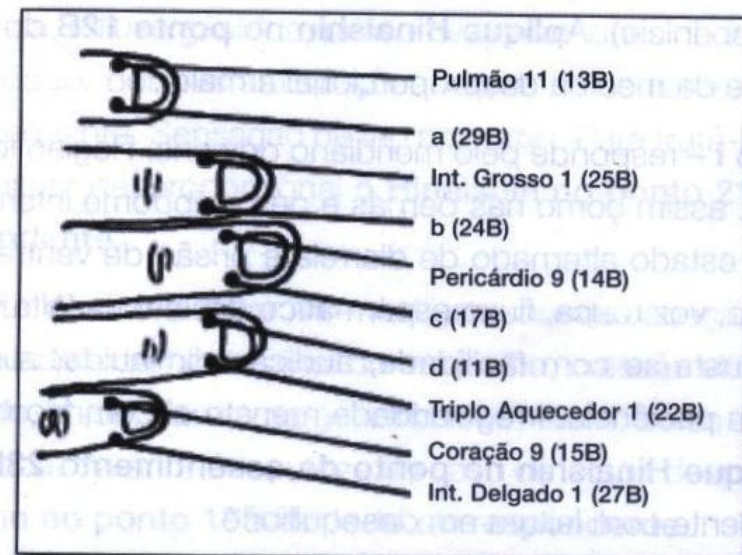 Pulmão 11 (13B)
a (29B)
Int. Grosso 1 (25B)
b (24B)
Pericárdio 9 (14B)
c (17B)
d (11B)
Triplo Aquecedor 1 (22B)
Coração 9 (15B)
Int. Delgado 1 (27B)